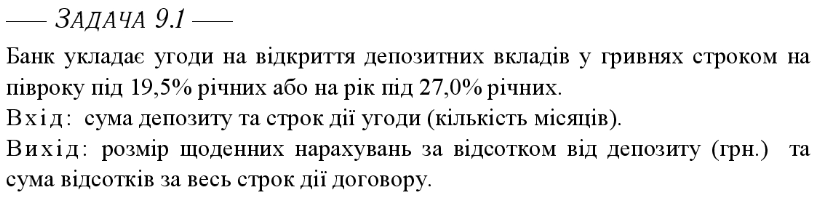 — ЗАДАЧА 9.1 —
Банк укладає угоди на відкриття депозитних вкладів у гривнях строком на
півроку під 19,5% річних або на рік під 27,0% річних.
Вхід: сума депозиту та строк дії угоди (кількість місяців).
Вихід: розмір щоденних нарахувань за відсотком від депозиту (грн.) та
сума відсотків за весь строк дії договору.